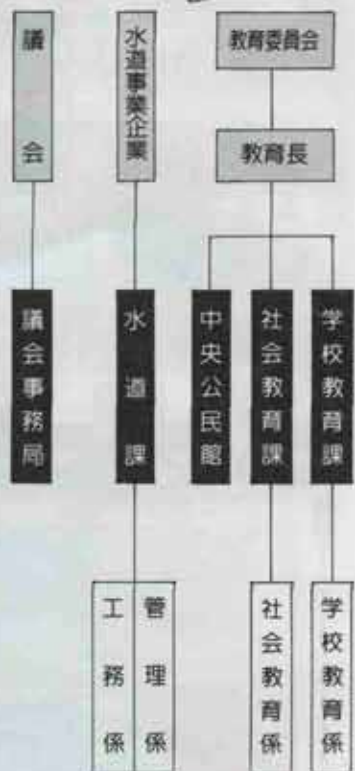 教育委員会
教育長
学校教育課
社会教育課
中央公民館
学校教育係
社会教育係
水道事業企業
水道課
管理係
工務係
議会
議会事務局